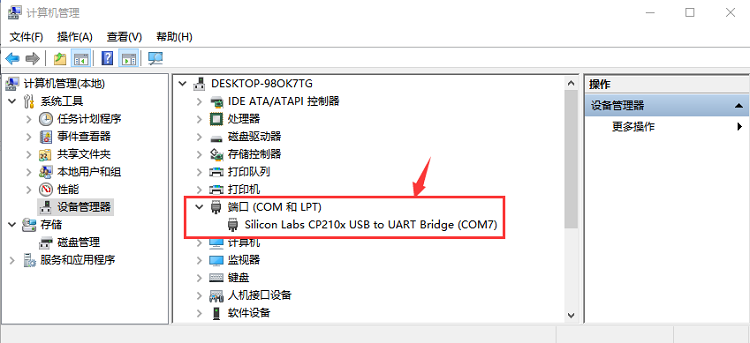 计算机管理
文件(F) 操作(A) 查看(V) 帮助(H)
计算机管理(本地)
系统工具
任务计划程序
事件查看器
共享文件夹
本地用户和组
性能
设备管理器
存储
磁盘管理
服务和应用程序
DESKTOP-98OK7TG
IDE ATA/ATAPI 控制器
处理器
磁盘驱动器
存储控制器
打印队列
打印机
端口 (COM 和 LPT)
Silicon Labs CP210x USB to UART Bridge (COM7)
计算机
监视器
键盘
人机接口设备
软件设备
操作
设备管理器
更多操作